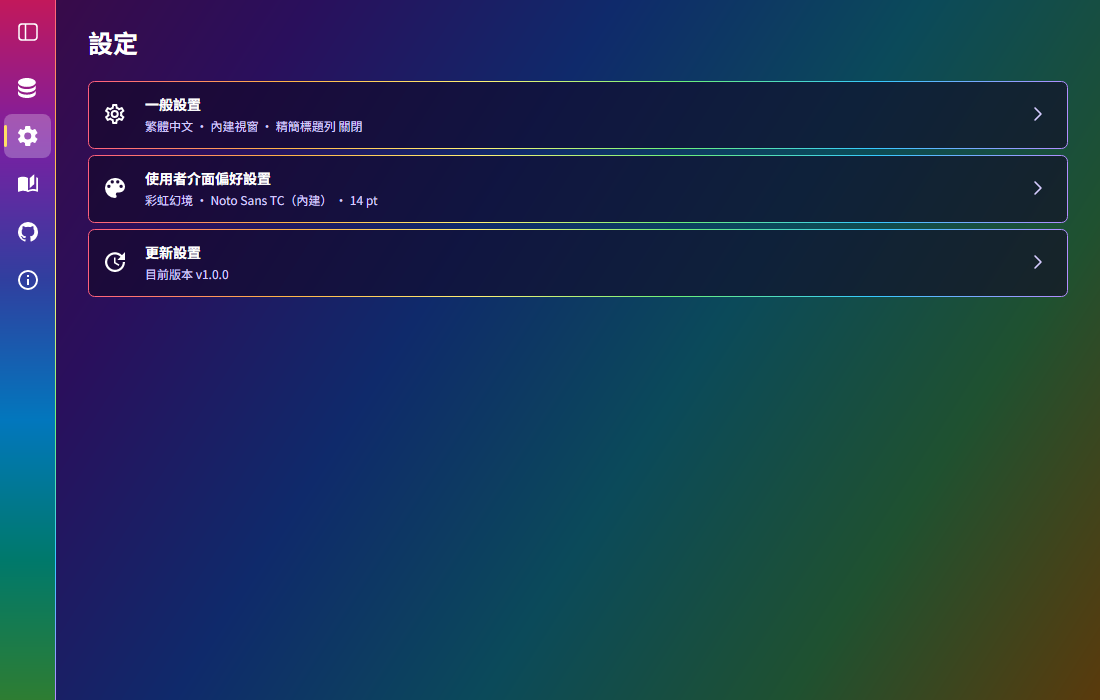 設定
一般設置
繁體中文 • 內建視窗 • 精簡標題列 關閉
使用者介面偏好設置
彩虹幻境 • Noto Sans TC（內建） • 14 pt
更新設置
目前版本 v1.0.0